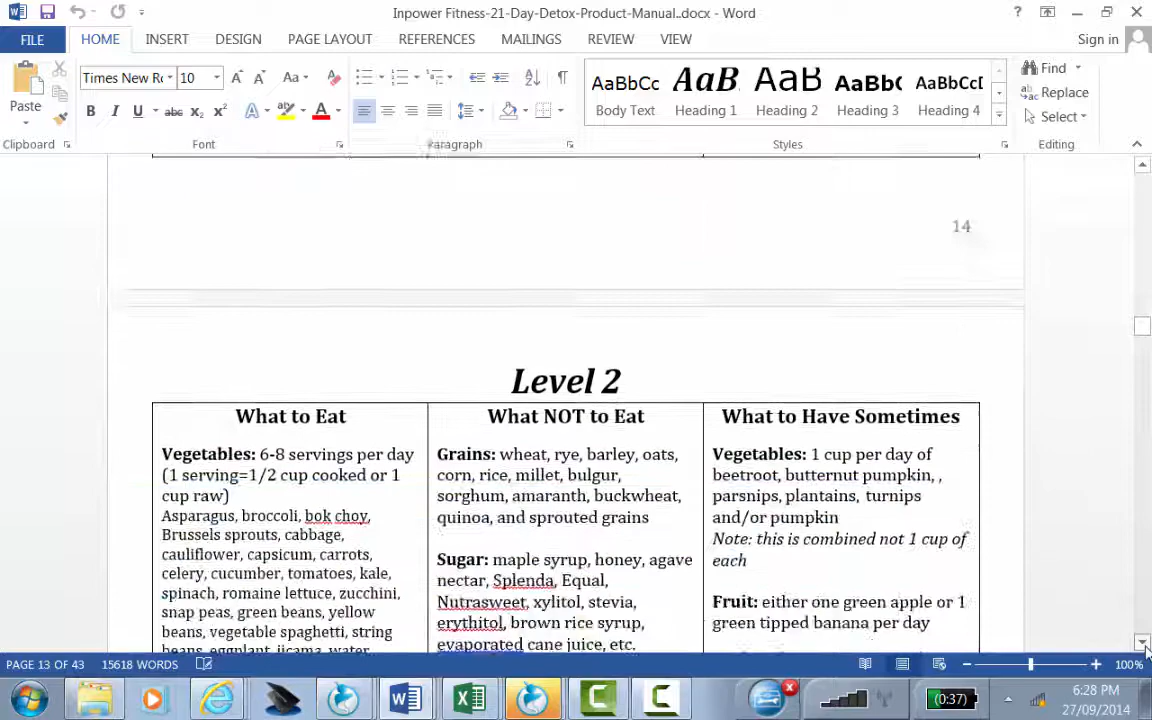 Inpower Fitness-21-Day-Detox-Product-Manual..docx - Word
FILE HOME INSERT DESIGN PAGE LAYOUT REFERENCES MAILINGS REVIEW VIEW Sign in
Times New Ro 10
Paste
AaBbCc AaB AaB AaBbC AaBbCcD
Body Text Heading 1 Heading 2 Heading 3 Heading 4
Find
Replace
Select
Clipboard Font Paragraph Styles Editing
14
Level 2
What to Eat
Vegetables: 6-8 servings per day
(1 serving=1/2 cup cooked or 1
cup raw)
Asparagus, broccoli, bok choy,
Brussels sprouts, cabbage,
cauliflower, capsicum, carrots,
celery, cucumber, tomatoes, kale,
spinach, romaine lettuce, zucchini,
snap peas, green beans, yellow
beans, vegetable spaghetti, string
beans, eggplant, jicama, water
What NOT to Eat
Grains: wheat, rye, barley, oats,
corn, rice, millet, bulgur,
sorghum, amaranth, buckwheat,
quinoa, and sprouted grains
Sugar: maple syrup, honey, agave
nectar, Splenda, Equal,
Nutrasweet, xylitol, stevia,
erythitol, brown rice syrup,
evaporated cane juice, etc.
What to Have Sometimes
Vegetables: 1 cup per day of
beetroot, butternut pumpkin, ,
parsnips, plantains, turnips
and/or pumpkin
Note: this is combined not 1 cup of
each
Fruit: either one green apple or 1
green tipped banana per day
PAGE 13 OF 43 15618 WORDS 100%
(0:37)
6:28 PM
27/09/2014